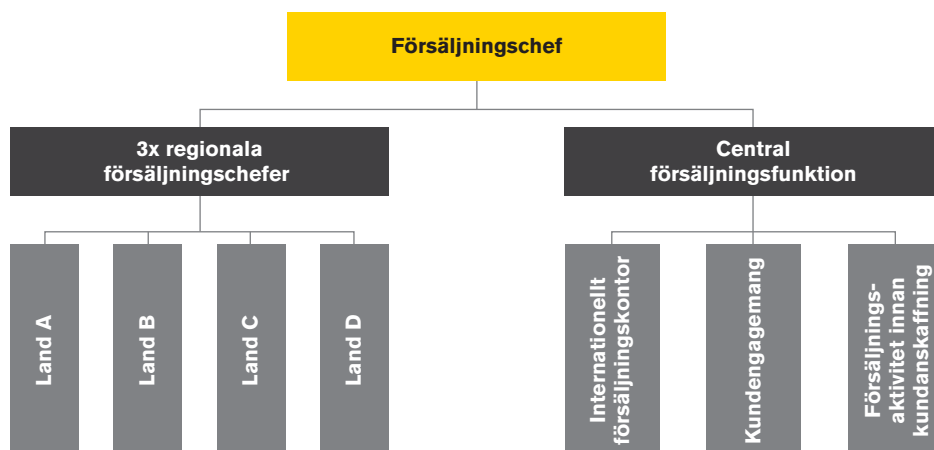 Försäljningschef
3x regionala
försäljningschefer
Central
försäljningsfunktion
Land A
Land B
Land C
Land D
Internationellt
försäljningskontor
Kundengagemang
Försäljnings-
aktivitet innan
kundanskaffning